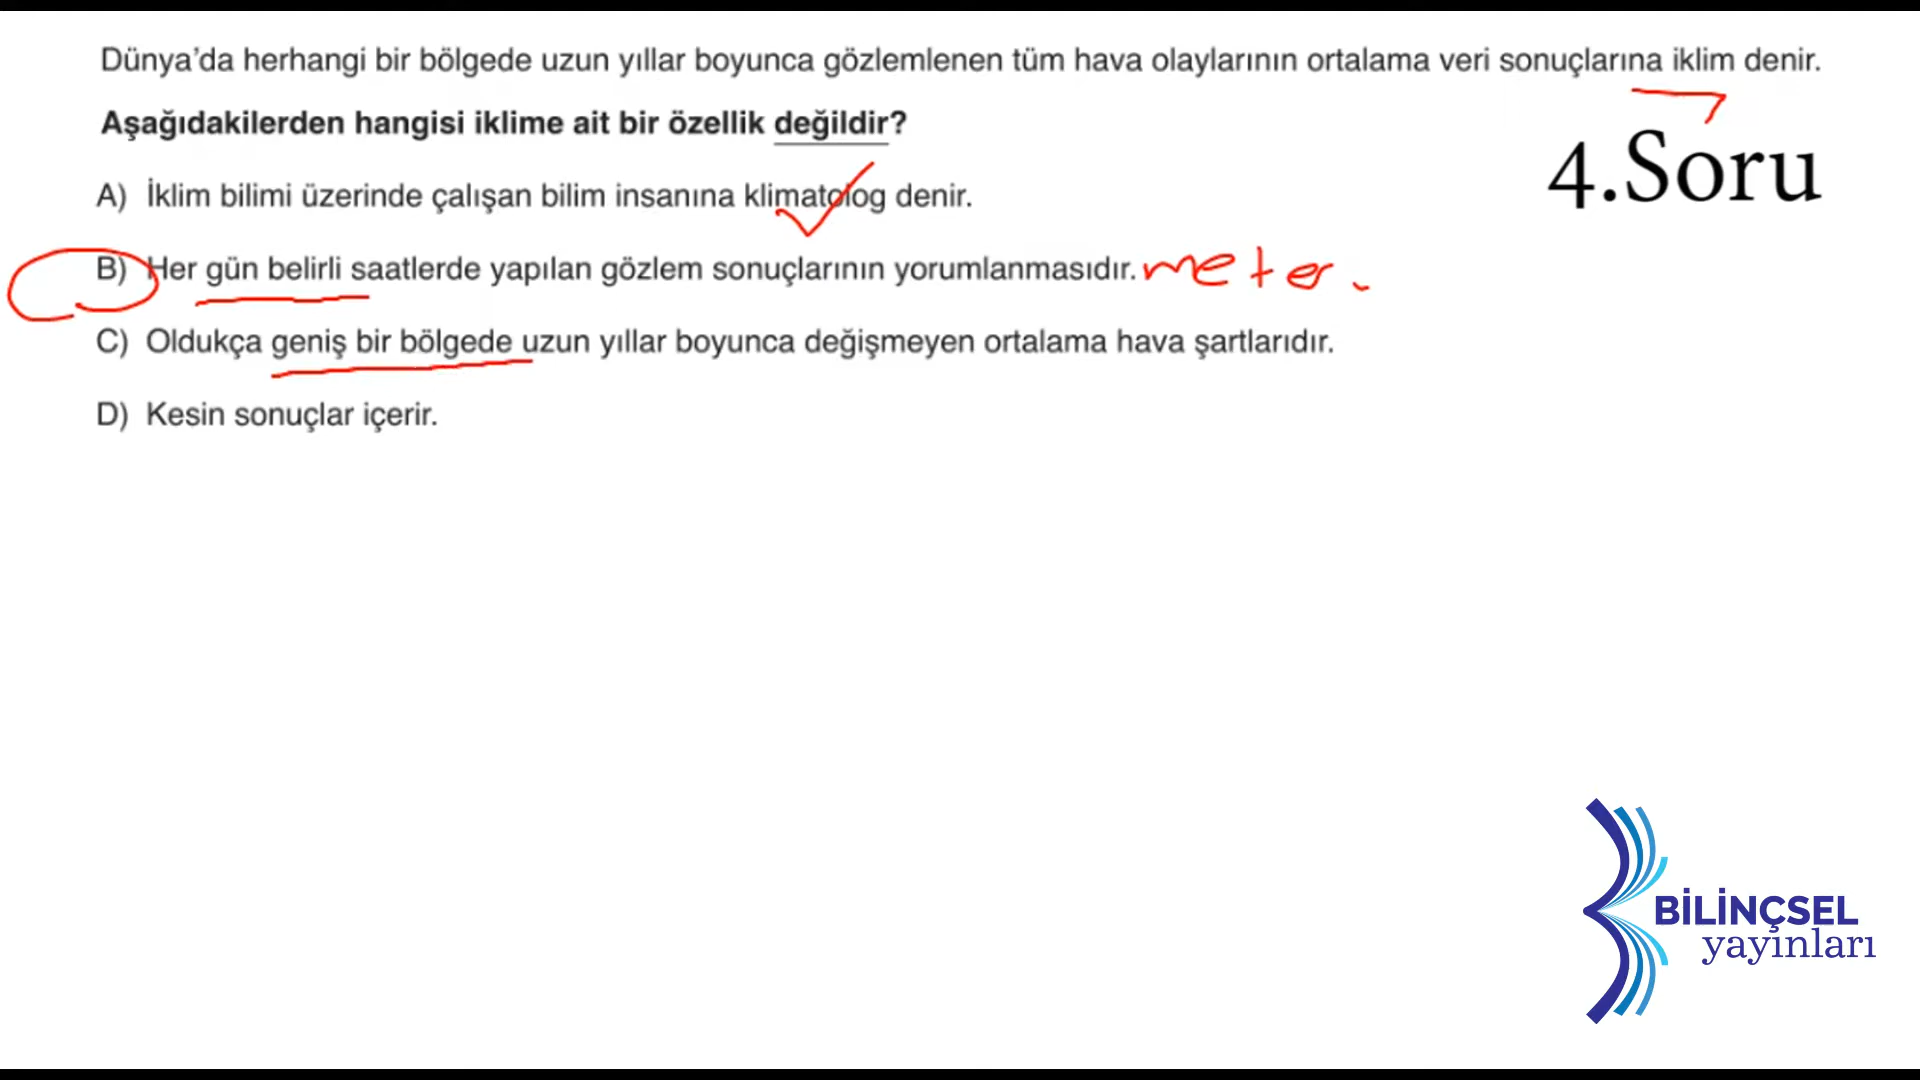 Dünya’da herhangi bir bölgede uzun yıllar boyunca gözlemlenen tüm hava olaylarının ortalama veri sonuçlarına iklim denir.
Aşağıdakilerden hangisi iklime ait bir özellik değildir?
4.Soru
A) İklim bilimi üzerinde çalışan bilim insanına klimatolog denir.
B) Her gün belirli saatlerde yapılan gözlem sonuçlarının yorumlanmasıdır. meter.
C) Oldukça geniş bir bölgede uzun yıllar boyunca değişmeyen ortalama hava şartlarıdır.
D) Kesin sonuçlar içerir.
BİLİNÇSEL
yayınları